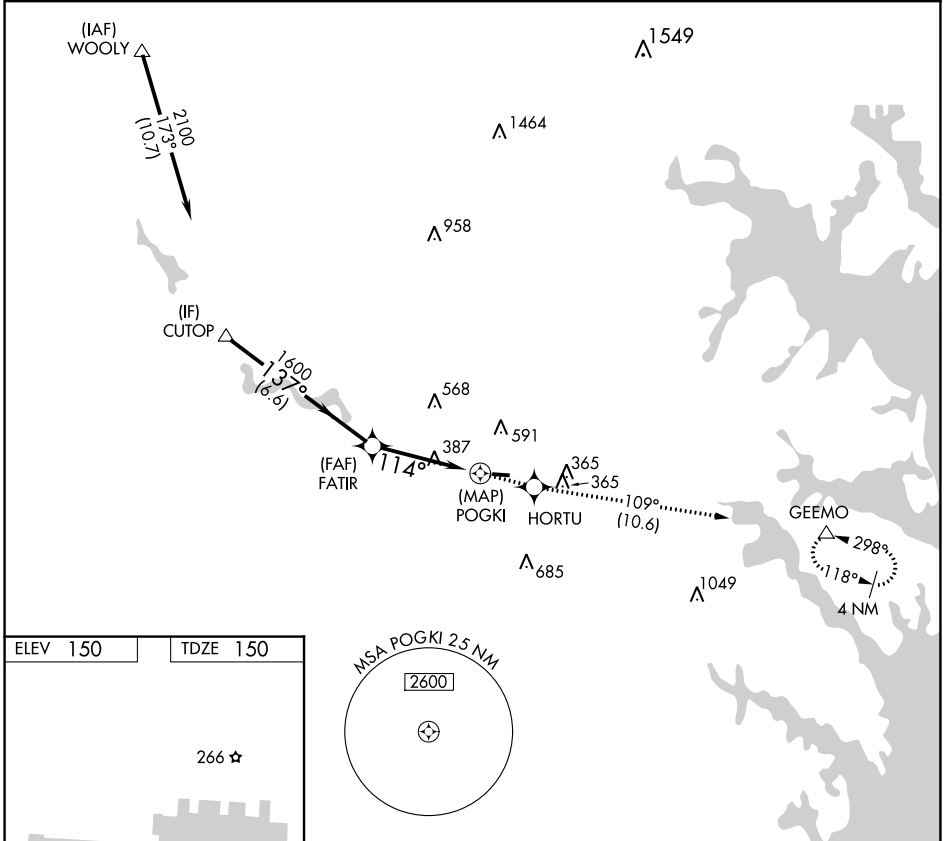 (IAF)
WOOLY
2100
173°
(10.7)
1549
1464
958
(IF)
CUTOP
1600
137°
(6.6)
568
591
387
(FAF)
FATIR
114°
(MAP)
POGKI
HORTU
365
365
109°
(10.6)
GEEMO
298°
118°
4 NM
685
1049
ELEV 150
TDZE 150
266
MSA POGKI 25 NM
2600